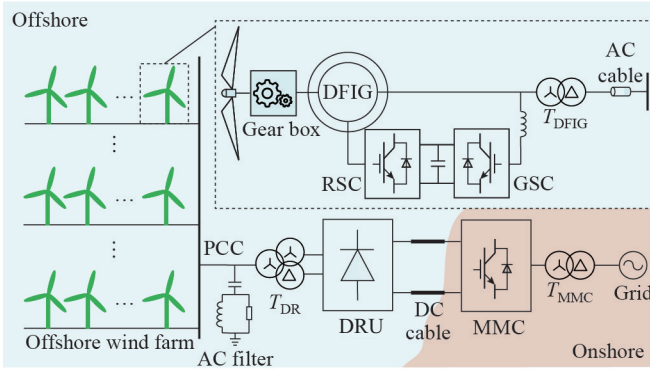 Offshore
AC
cable
DFIG
T_DFIG
Gear box
RSC
GSC
PCC
T_DR
T_MMC
Grid
DRU
DC
cable
MMC
Offshore wind farm
AC filter
Onshore